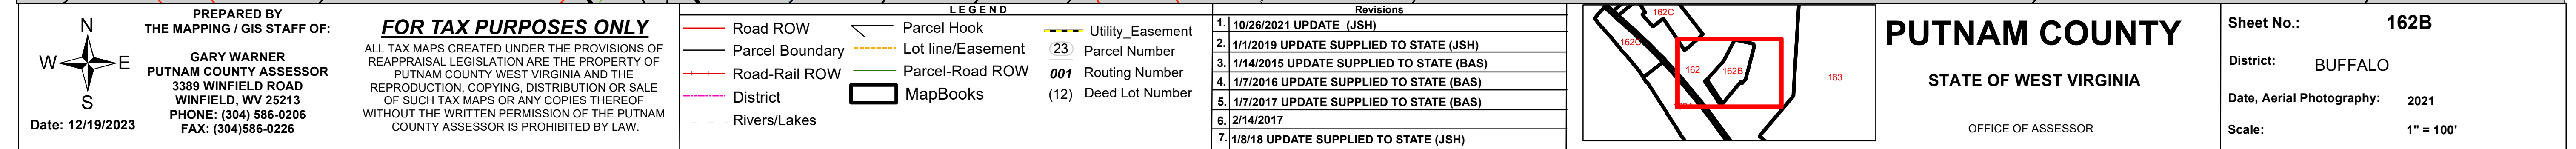 N
W E
S
Date: 12/19/2023
PREPARED BY
THE MAPPING / GIS STAFF OF:
GARY WARNER
PUTNAM COUNTY ASSESSOR
3389 WINFIELD ROAD
WINFIELD, WV 25213
PHONE: (304) 586-0206
FAX: (304)586-0226
FOR TAX PURPOSES ONLY
ALL TAX MAPS CREATED UNDER THE PROVISIONS OF
REAPPRAISAL LEGISLATION ARE THE PROPERTY OF
PUTNAM COUNTY WEST VIRGINIA AND THE
REPRODUCTION, COPYING, DISTRIBUTION OR SALE
OF SUCH TAX MAPS OR ANY COPIES THEREOF
WITHOUT THE WRITTEN PERMISSION OF THE PUTNAM
COUNTY ASSESSOR IS PROHIBITED BY LAW.
LEGEND
Road ROW
Parcel Boundary
Road-Rail ROW
District
Rivers/Lakes
Parcel Hook
Lot line/Easement
Parcel-Road ROW
MapBooks
Utility_Easement
23 Parcel Number
001 Routing Number
(12) Deed Lot Number
Revisions
1. 10/26/2021 UPDATE (JSH)
2. 1/1/2019 UPDATE SUPPLIED TO STATE (JSH)
3. 1/14/2015 UPDATE SUPPLIED TO STATE (BAS)
4. 1/7/2016 UPDATE SUPPLIED TO STATE (BAS)
5. 1/7/2017 UPDATE SUPPLIED TO STATE (BAS)
6. 2/14/2017
7. 1/8/18 UPDATE SUPPLIED TO STATE (JSH)
162C
162C
162
162B
163
PUTNAM COUNTY
STATE OF WEST VIRGINIA
OFFICE OF ASSESSOR
Sheet No.: 162B
District: BUFFALO
Date, Aerial Photography: 2021
Scale: 1" = 100'